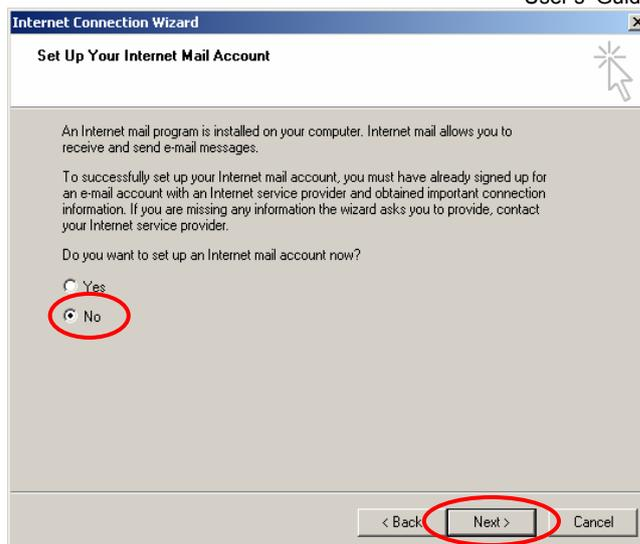 User's Guid
Internet Connection Wizard
Set Up Your Internet Mail Account
An Internet mail program is installed on your computer. Internet mail allows you to
receive and send e-mail messages.
To successfully set up your Internet mail account, you must have already signed up for
an e-mail account with an Internet service provider and obtained important connection
information. If you are missing any information the wizard asks you to provide, contact
your Internet service provider.
Do you want to set up an Internet mail account now?
Yes
No
< Back Next > Cancel